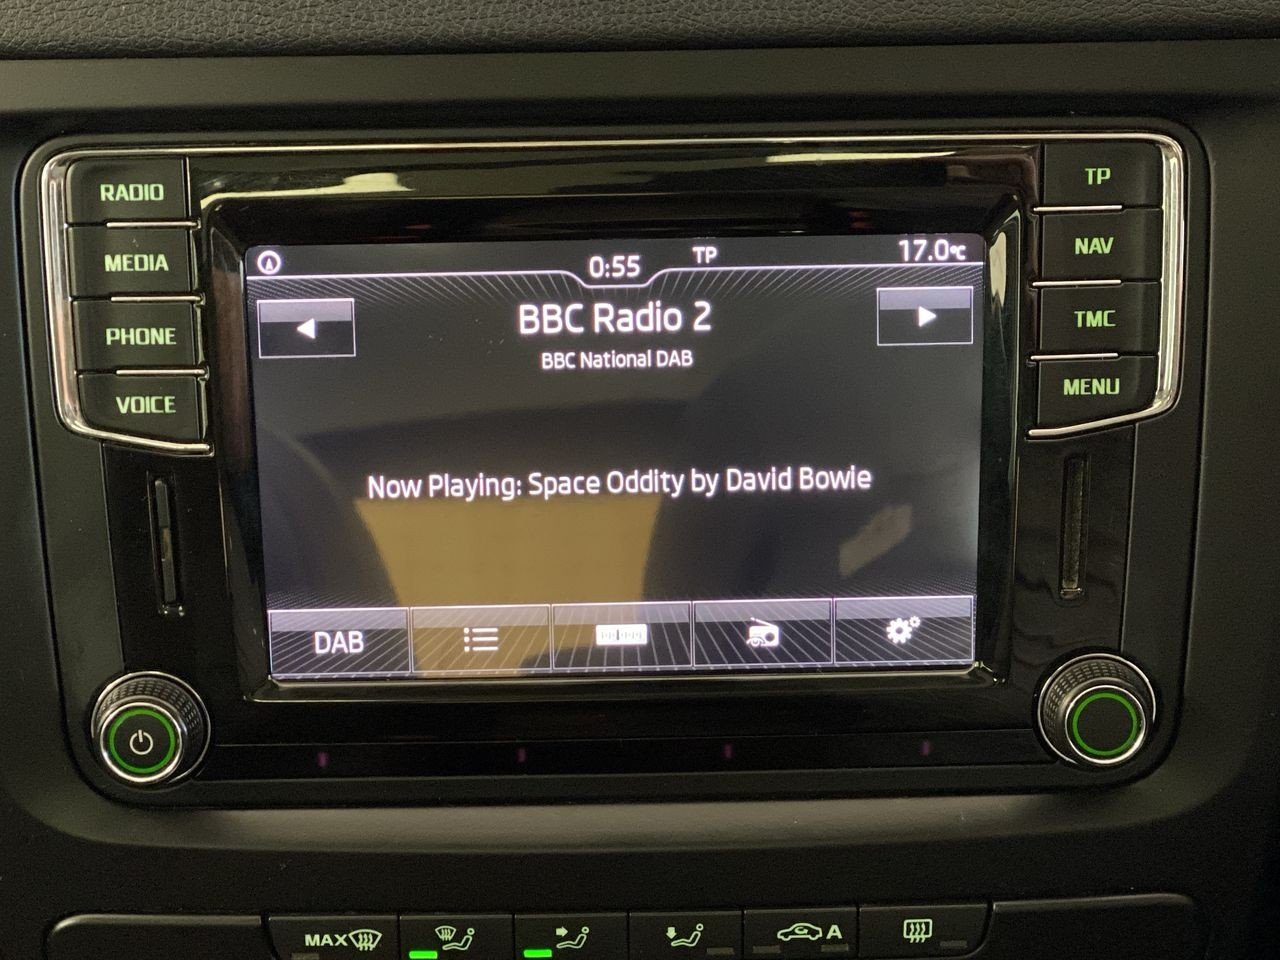 RADIO
MEDIA
PHONE
VOICE
0:55
TP
17.0°C
BBC Radio 2
BBC National DAB
Now Playing: Space Oddity by David Bowie
DAB
TP
NAV
TMC
MENU
MAX
A